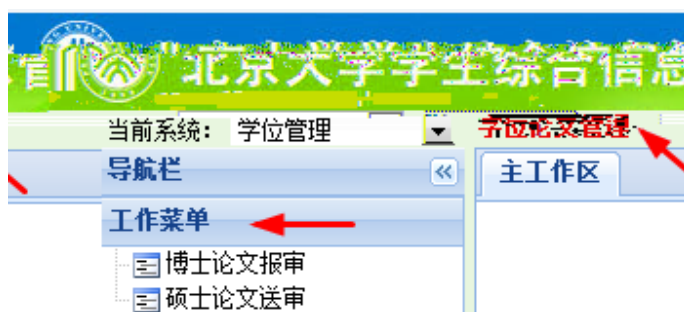 北京大学学生综合信息
当前系统： 学位管理
学位论文管理
导航栏
主工作区
工作菜单
博士论文报审
硕士论文送审